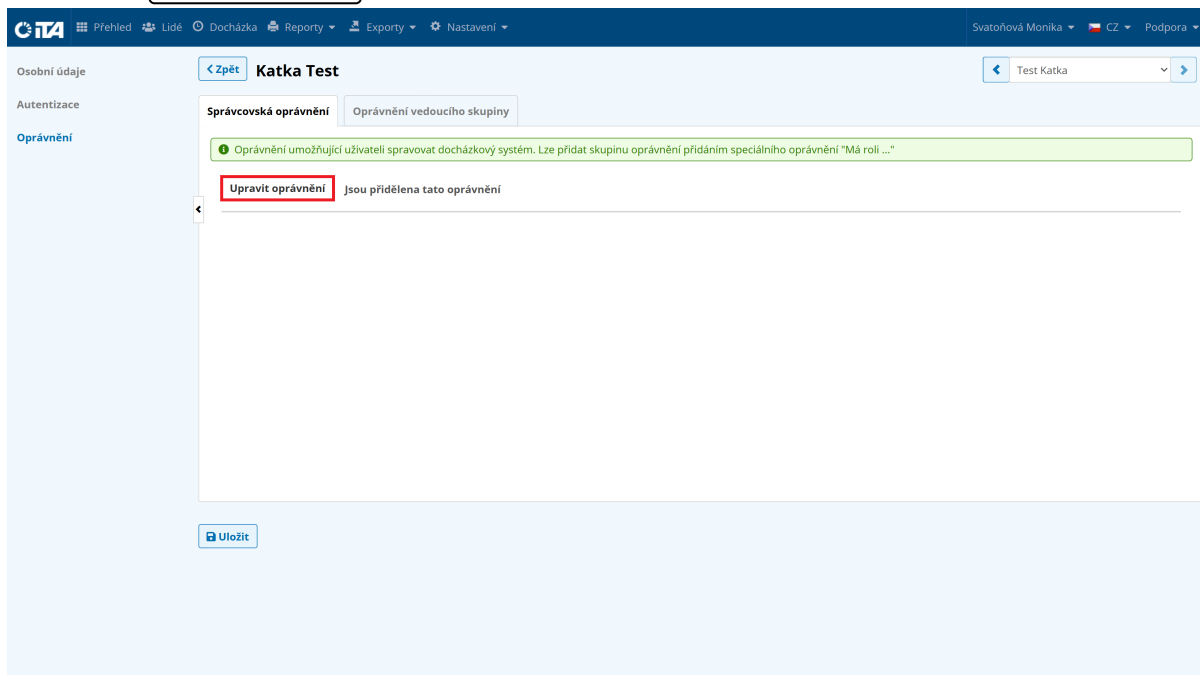 iTA Přehled Lidé Docházka Reporty Exporty Nastavení Svatoňová Monika CZ Podpora
Osobní údaje
Autentizace
Oprávnění
Zpět Katka Test Test Katka
Správcovská oprávnění Oprávnění vedoucího skupiny
Oprávnění umožňující uživateli spravovat docházkový systém. Lze přidat skupinu oprávnění přidáním speciálního oprávnění "Má roli ..."
Upravit oprávnění Jsou přidělena tato oprávnění
Uložit